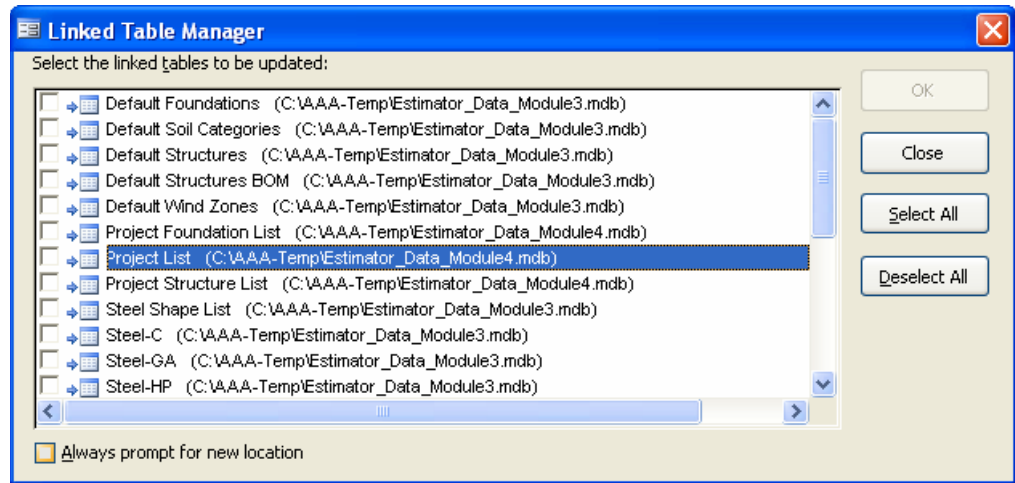 Linked Table Manager
Select the linked tables to be updated:
Default Foundations (C:\AAA-Temp\Estimator_Data_Module3.mdb)
Default Soil Categories (C:\AAA-Temp\Estimator_Data_Module3.mdb)
Default Structures (C:\AAA-Temp\Estimator_Data_Module3.mdb)
Default Structures BOM (C:\AAA-Temp\Estimator_Data_Module3.mdb)
Default Wind Zones (C:\AAA-Temp\Estimator_Data_Module3.mdb)
Project Foundation List (C:\AAA-Temp\Estimator_Data_Module4.mdb)
Project List (C:\AAA-Temp\Estimator_Data_Module4.mdb)
Project Structure List (C:\AAA-Temp\Estimator_Data_Module4.mdb)
Steel Shape List (C:\AAA-Temp\Estimator_Data_Module3.mdb)
Steel-C (C:\AAA-Temp\Estimator_Data_Module3.mdb)
Steel-GA (C:\AAA-Temp\Estimator_Data_Module3.mdb)
Steel-HP (C:\AAA-Temp\Estimator_Data_Module3.mdb)
Always prompt for new location
OK
Close
Select All
Deselect All